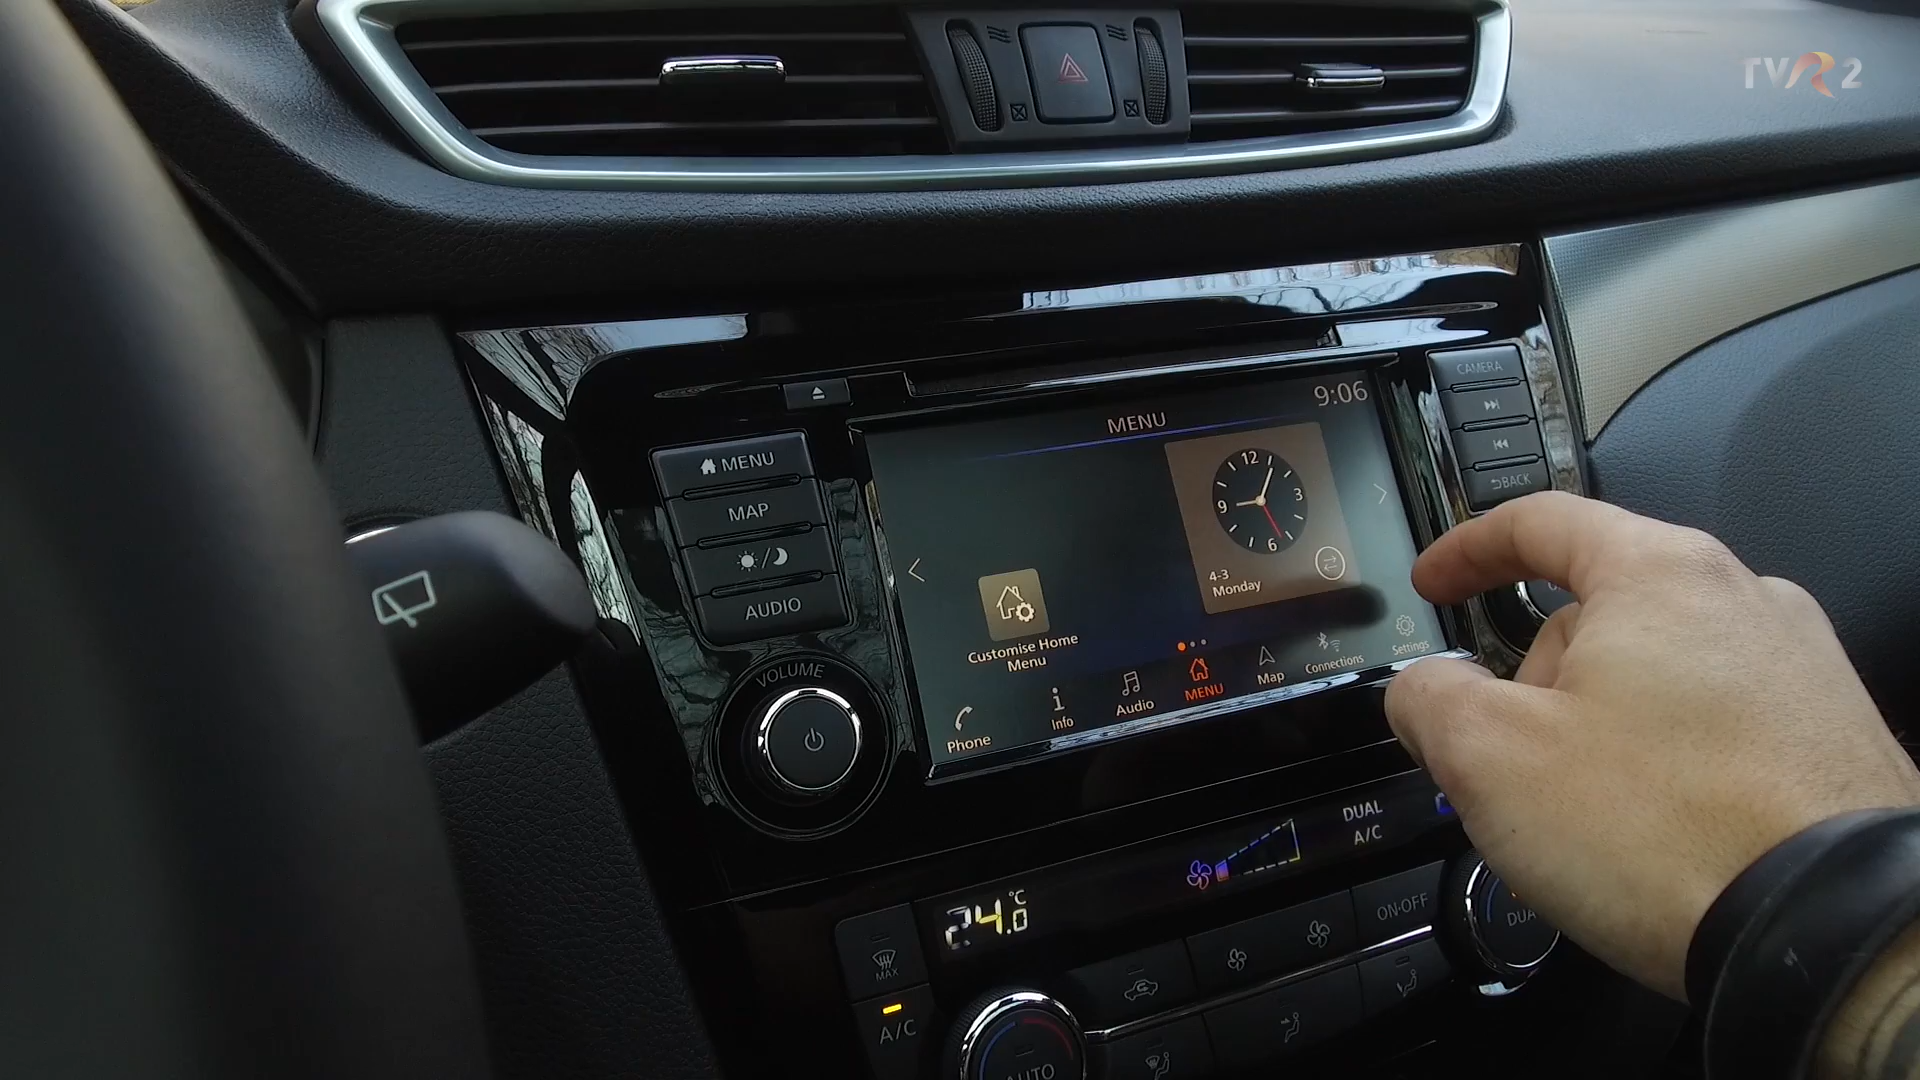 TVR 2
CAMERA
BACK
MENU
MAP
AUDIO
VOLUME
MENU
9:06
12
3
6
9
4-3
Monday
Customise Home
Menu
Phone
Info
Audio
MENU
Map
Connections
Settings
DUAL
A/C
24.0
°C
ON·OFF
MAX
A/C
AUTO